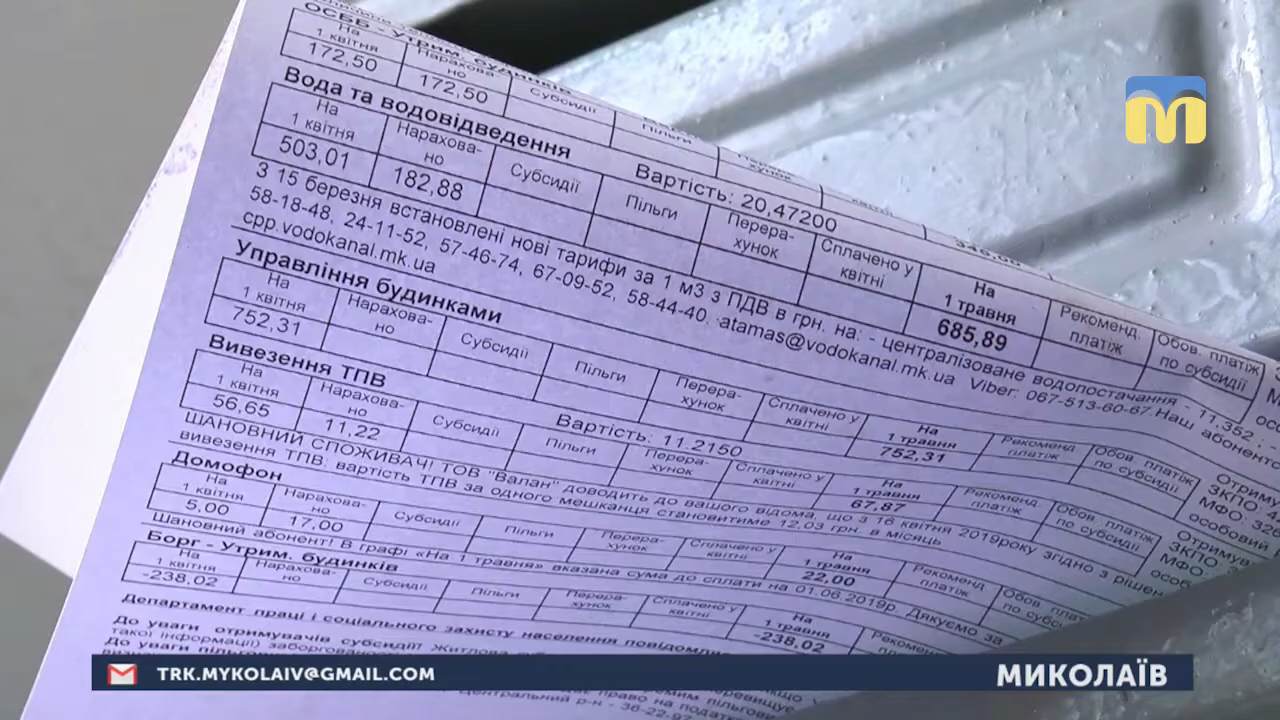 ОСББ - Утрим. будинків
На 1 квітня Нарахова-но Субсидії Пільги
172,50 172,50
Вода та водовідведення Вартість: 20,47200
На 1 квітня Нарахова-но Субсидії Пільги Перера-хунок Сплачено у квітні На 1 травня Рекоменд. платіж Обов. платіж по субсидії
503,01 182,88 685,89
З 15 березня встановлені нові тарифи за 1 м3 з ПДВ в грн. на: - централізоване водопостачання - 11,352 ;
58-18-48, 24-11-52, 57-46-74, 67-09-52, 58-44-40. atamas@vodokanal.mk.ua Viber: 067-513-60-67.Наш
cpp.vodokanal.mk.ua
Управління будинками
На 1 квітня Нарахова-но Субсидії Пільги Перера-хунок Сплачено у квітні На 1 травня Рекоменд. платіж Обов. платіж по субсидії
752,31 752,31
Вивезення ТПВ Вартість: 11.2150
На 1 квітня Нарахова-но Субсидії Пільги Перера-хунок Сплачено у квітні На 1 травня Рекоменд. платіж Обов. платіж по субсидії
56,65 11,22 67,87
ШАНОВНИЙ СПОЖИВАЧ! ТОВ "Валан" доводить до вашого відома, що з 16 квітня 2019року згідно з
вивезення ТПВ, вартість ТПВ за одного мешканця становитиме 12,03 грн. в місяць
Домофон
На 1 квітня Нарахова-но Субсидії Пільги Перера-хунок Сплачено у квітні На 1 травня Рекоменд. платіж Обов. платіж по субсидії
5,00 17,00 22,00
Шановний абонент! В графі «На 1 травня» вказана сума до сплати на 01.06.2019р. Дякуємо за
Борг - Утрим. будинків
На 1 квітня Нарахова-но Субсидії Пільги Перера-хунок Сплачено у квітні На 1 травня
-238,02 -238,02
Департамент праці і соціального захисту населення
До уваги отримувачів субсидії!
TRK.MYKOLAIV@GMAIL.COM
МИКОЛАЇВ